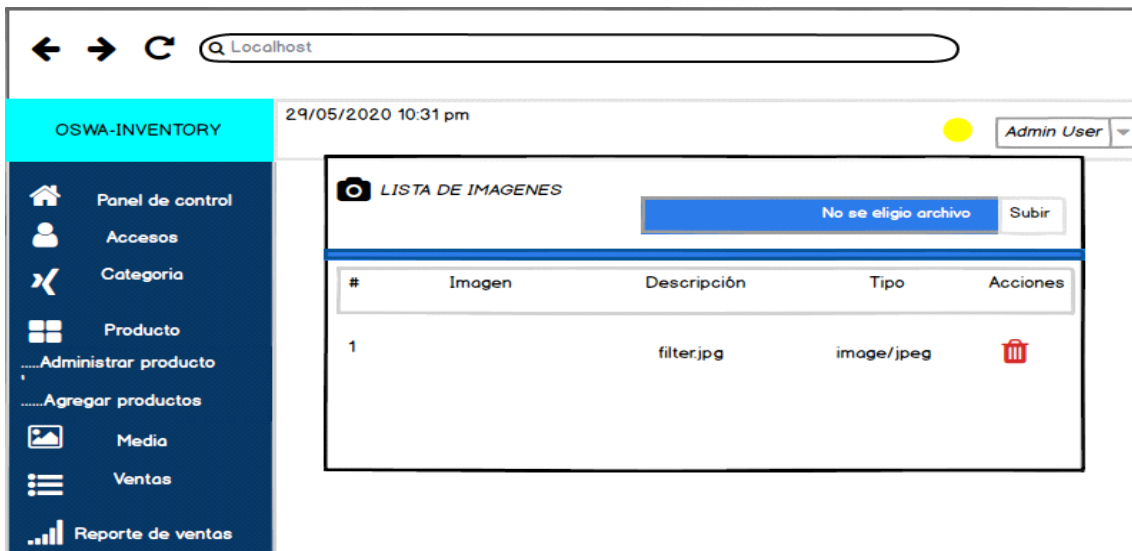 Localhost
OSWA-INVENTORY
29/05/2020 10:31 pm
Admin User
Panel de control
Accesos
Categoria
Producto
.....Administrar producto
......Agregar productos
Media
Ventas
Reporte de ventas
LISTA DE IMAGENES
No se eligio archivo
Subir
# Imagen Descripción Tipo Acciones
1 filter.jpg image/jpeg